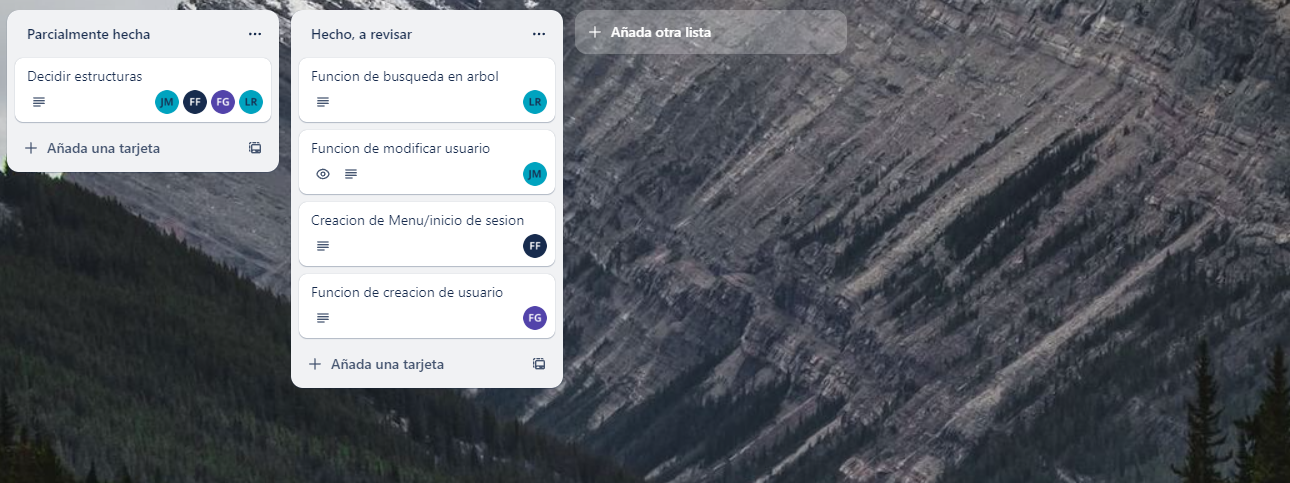 Parcialmente hecha
Decidir estructuras
JM FF FG LR
Añada una tarjeta
Hecho, a revisar
Funcion de busqueda en arbol
LR
Funcion de modificar usuario
JM
Creacion de Menu/inicio de sesion
FF
Funcion de creacion de usuario
FG
Añada una tarjeta
Añada otra lista